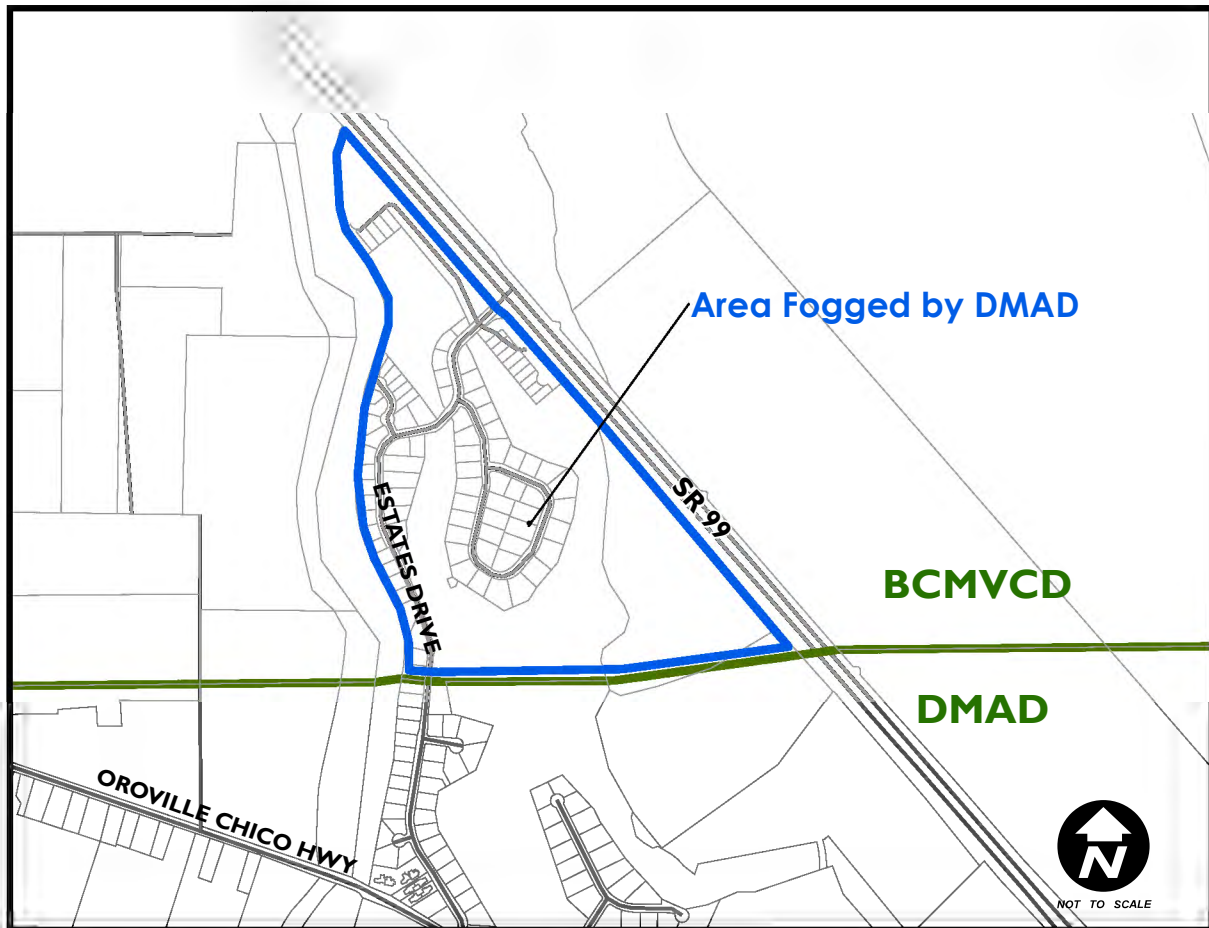 Area Fogged by DMAD
SR 99
ESTATES DRIVE
BCMVCD
DMAD
OROVILLE CHICO HWY
N
NOT TO SCALE